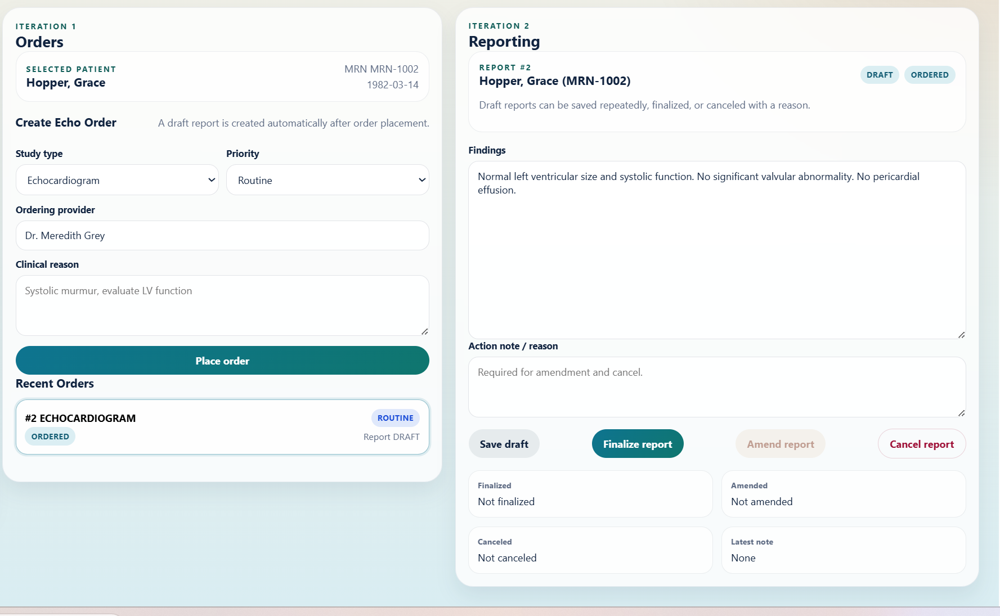 ITERATION 1
Orders
SELECTED PATIENT
Hopper, Grace
MRN MRN-1002
1982-03-14
Create Echo Order
A draft report is created automatically after order placement.
Study type
Priority
Echocardiogram
Routine
Ordering provider
Dr. Meredith Grey
Clinical reason
Systolic murmur, evaluate LV function
Place order
Recent Orders
#2 ECHOCARDIOGRAM
ROUTINE
ORDERED
Report DRAFT
ITERATION 2
Reporting
REPORT #2
Hopper, Grace (MRN-1002)
DRAFT
ORDERED
Draft reports can be saved repeatedly, finalized, or canceled with a reason.
Findings
Normal left ventricular size and systolic function. No significant valvular abnormality. No pericardial
effusion.
Action note / reason
Required for amendment and cancel.
Save draft
Finalize report
Amend report
Cancel report
Finalized
Not finalized
Amended
Not amended
Canceled
Not canceled
Latest note
None